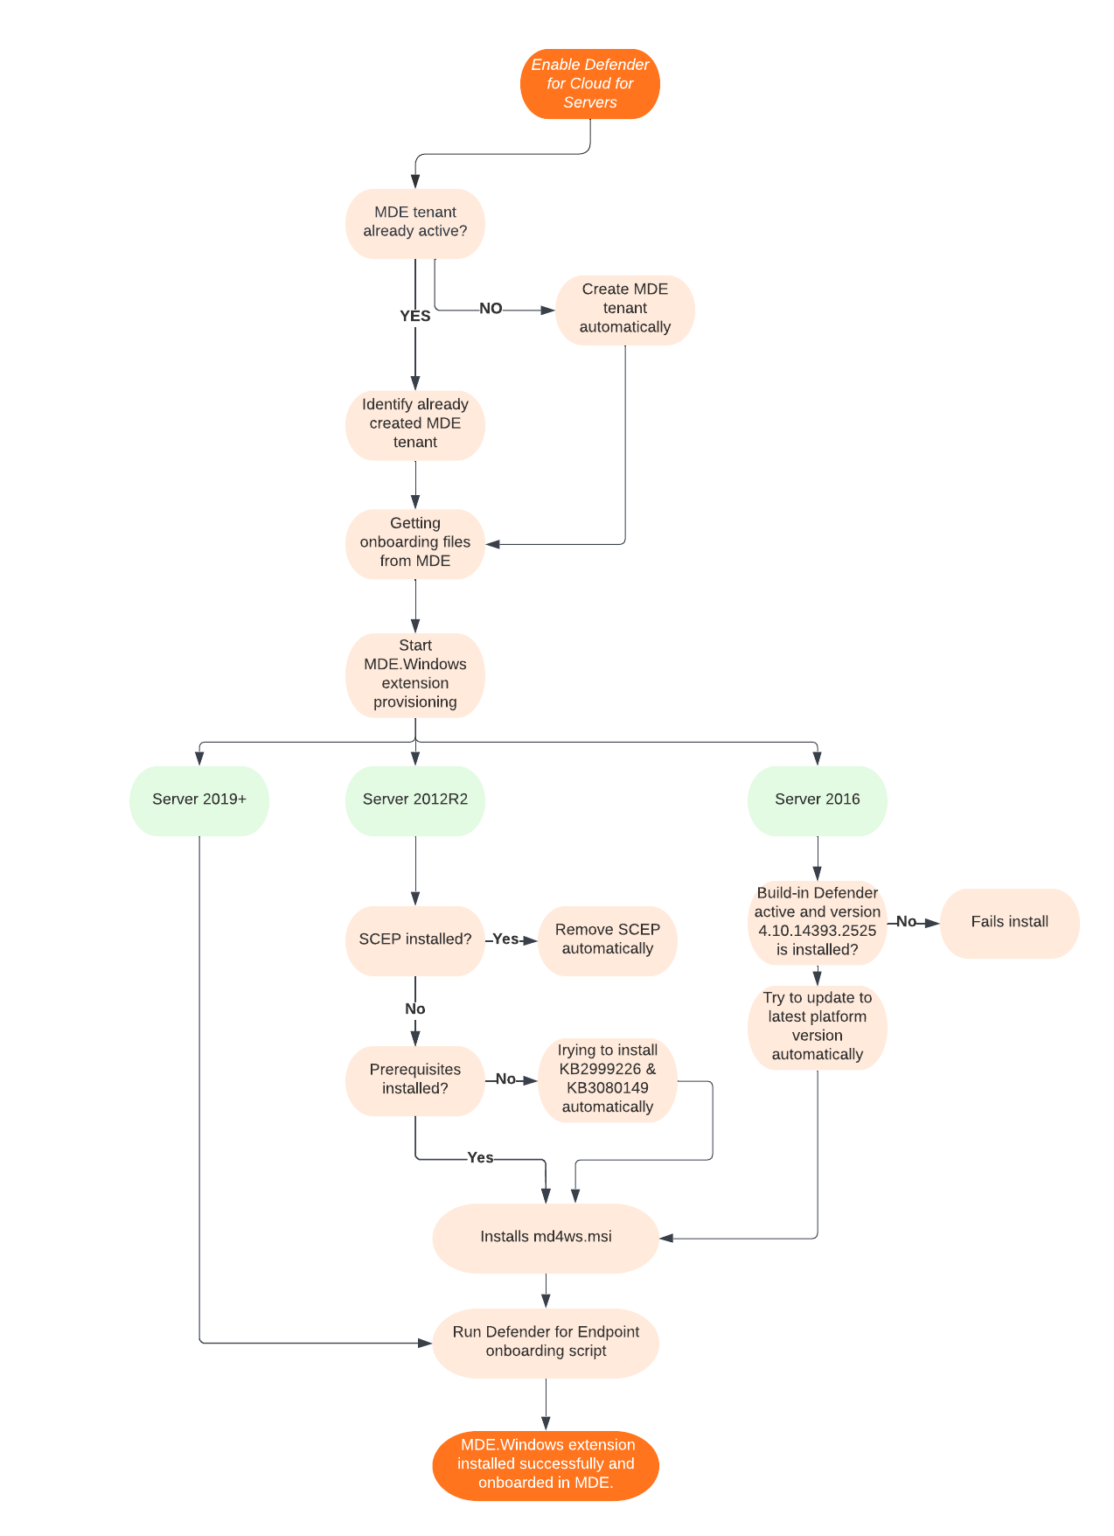 Enable Defender
for Cloud for
Servers
MDE tenant
already active?
YES
NO
Create MDE
tenant
automatically
Identify already
created MDE
tenant
Getting
onboarding files
from MDE
Start
MDE.Windows
extension
provisioning
Server 2019+
Server 2012R2
Server 2016
SCEP installed?
Yes
Remove SCEP
automatically
Build-in Defender
active and version
4.10.14393.2525
is installed?
No
Fails install
Try to update to
latest platform
version
automatically
No
Prerequisites
installed?
No
Irying to install
KB2999226 &
KB3080149
automatically
Yes
Installs md4ws.msi
Run Defender for Endpoint
onboarding script
MDE.Windows extension
installed successfully and
onboarded in MDE.